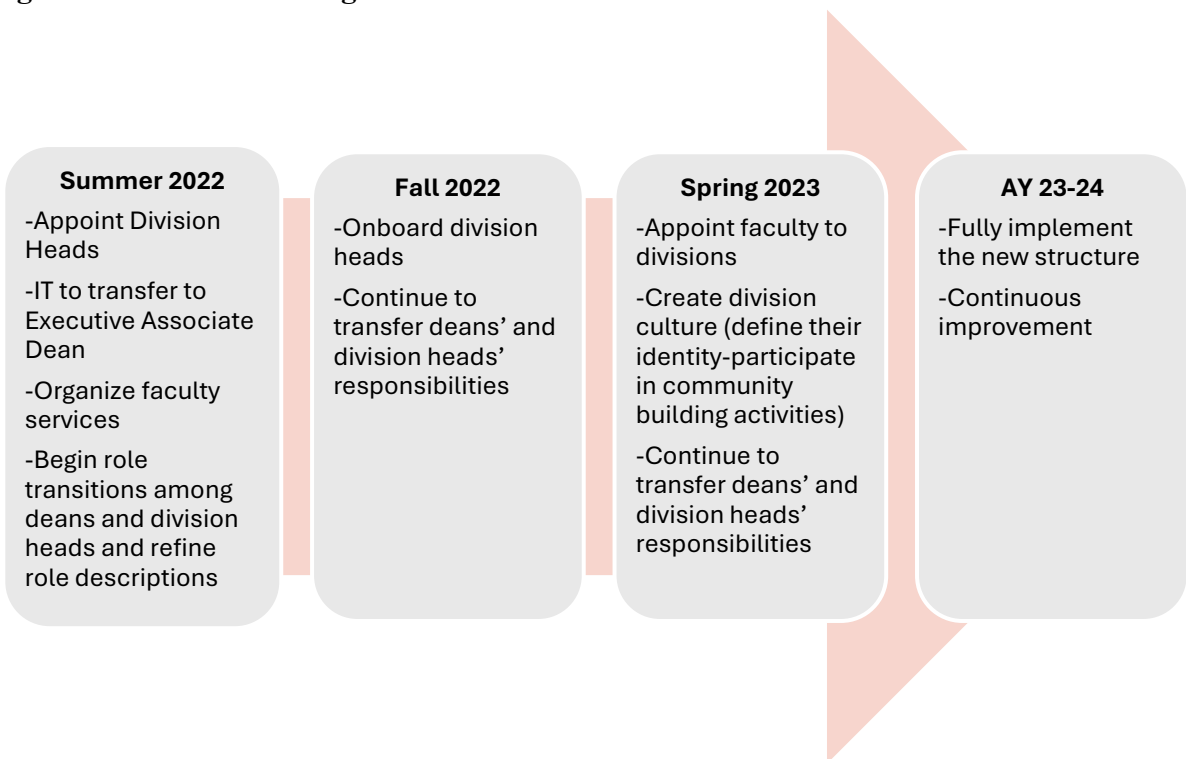 Summer 2022
-Appoint Division
Heads
-IT to transfer to
Executive Associate
Dean
-Organize faculty
services
-Begin role
transitions among
deans and division
heads and refine
role descriptions
Fall 2022
-Onboard division
heads
-Continue to
transfer deans’ and
division heads’
responsibilities
Spring 2023
-Appoint faculty to
divisions
-Create division
culture (define their
identity-participate
in community
building activities)
-Continue to
transfer deans’ and
division heads’
responsibilities
AY 23-24
-Fully implement
the new structure
-Continuous
improvement